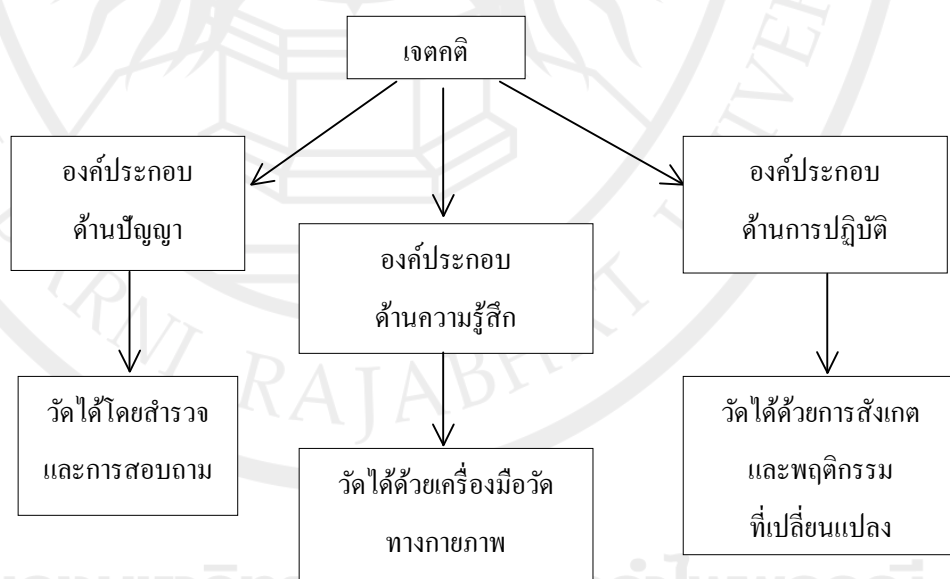 เจตคติ
องค์ประกอบ
ด้านปัญญา
องค์ประกอบ
ด้านความรู้สึก
องค์ประกอบ
ด้านการปฏิบัติ
วัดได้โดยสำรวจ
และการสอบถาม
วัดได้ด้วยเครื่องมือวัด
ทางกายภาพ
วัดได้ด้วยการสังเกต
และพฤติกรรม
ที่เปลี่ยนแปลง
RAJABHAT